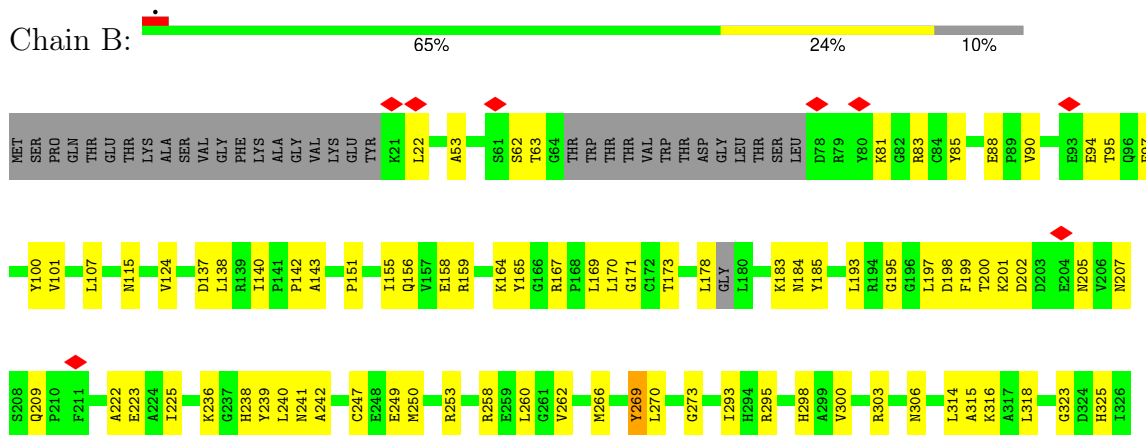 Chain B:
65% 24% 10%
MET SER PRO GLN THR GLU THR LYS ALA SER VAL GLY PHE LYS ALA GLY VAL LYS GLU TYR K21 L22 A53 S61 S62 T63 G64 THR TRP THR THR VAL TRP THR ASP GLY LEU THR SER LEU D78 R79 Y80 K81 G82 R83 C84 Y85 E88 P89 V90 E93 E94 T95 Q96
Y100 V101 L107 N115 V124 D137 L138 R139 I140 P141 P142 A143 P151 I155 Q156 V157 E158 R159 K164 Y165 G166 R167 P168 L169 L170 G171 C172 T173 L178 GLY L180 K183 N184 Y185 L193 R194 G195 G196 L197 D198 F199 T200 K201 D202 D203 E204 N205 V206 N207
S208 Q209 P210 F211 A222 E223 A224 I225 K236 G237 H238 Y239 L240 N241 A242 C247 E248 E249 M250 R253 R258 E259 L260 G261 V262 M266 Y269 L270 G273 I293 H294 R295 H298 A299 V300 R303 N306 L314 A315 K316 A317 L318 G323 D324 H325 I326